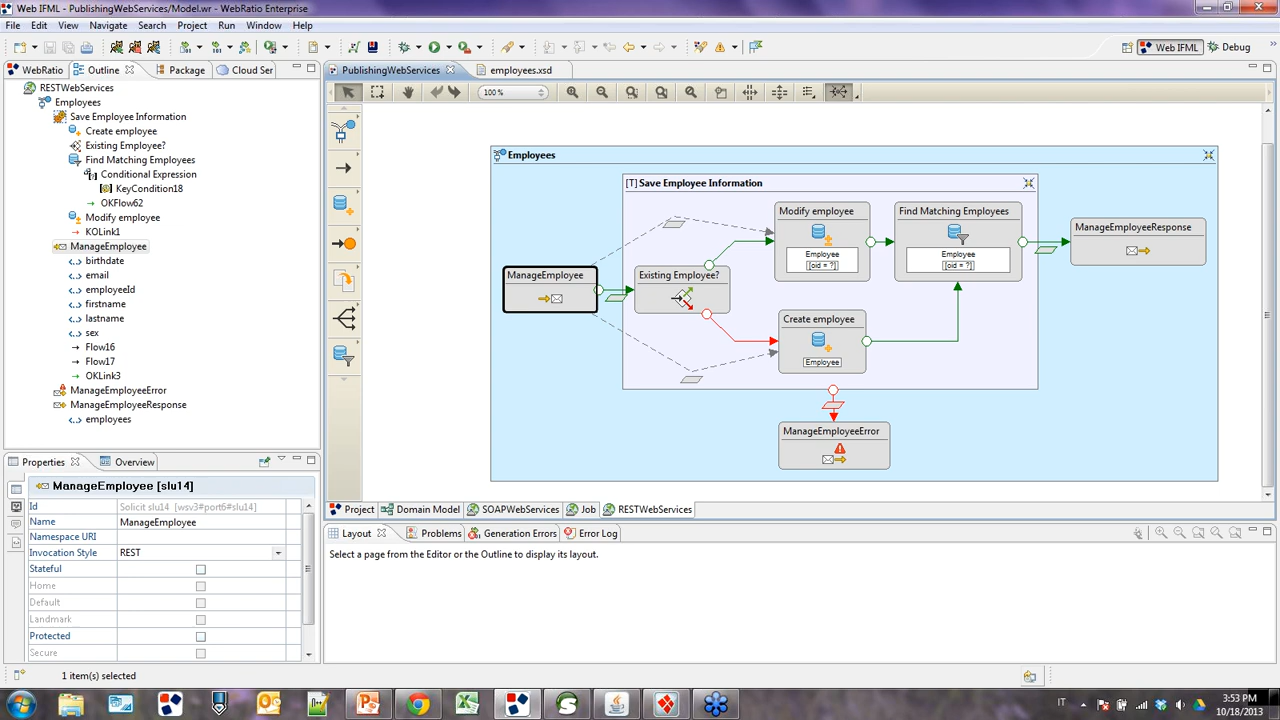 Web IFML - PublishingWebServices/Model.wr - WebRatio Enterprise
File Edit View Navigate Search Project Run Window Help
Web IFML Debug
WebRatio Outline Package Cloud Ser
PublishingWebServices employees.xsd
100 %
RESTWebServices
Employees
Save Employee Information
Create employee
Existing Employee?
Find Matching Employees
Conditional Expression
KeyCondition18
OKFlow62
Modify employee
KOLink1
ManageEmployee
birthdate
email
employeeId
firstname
lastname
sex
Flow16
Flow17
OKLink3
ManageEmployeeError
ManageEmployeeResponse
employees
Employees
[T] Save Employee Information
Modify employee
Employee
[oid = ?]
Find Matching Employees
Employee
[oid = ?]
ManageEmployeeResponse
ManageEmployee
Existing Employee?
Create employee
Employee
ManageEmployeeError
Project Domain Model SOAPWebServices Job RESTWebServices
Properties Overview
ManageEmployee [slu14]
Id Solicit slu14 [wsv3#port6#slu14]
Name ManageEmployee
Namespace URI
Invocation Style REST
Stateful
Home
Default
Landmark
Protected
Secure
Layout Problems Generation Errors Error Log
Select a page from the Editor or the Outline to display its layout.
1 item(s) selected
IT
3:53 PM
10/18/2013